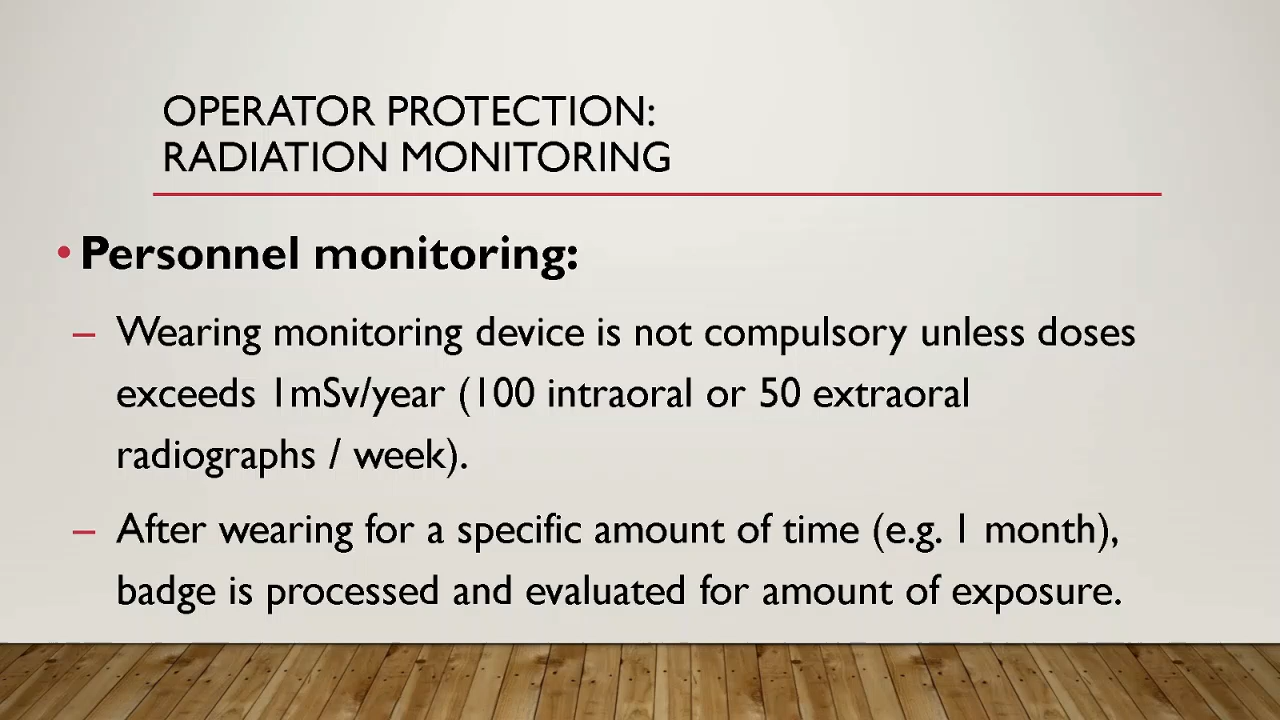 OPERATOR PROTECTION:
RADIATION MONITORING
• Personnel monitoring:
– Wearing monitoring device is not compulsory unless doses
exceeds 1mSv/year (100 intraoral or 50 extraoral
radiographs / week).
– After wearing for a specific amount of time (e.g. 1 month),
badge is processed and evaluated for amount of exposure.